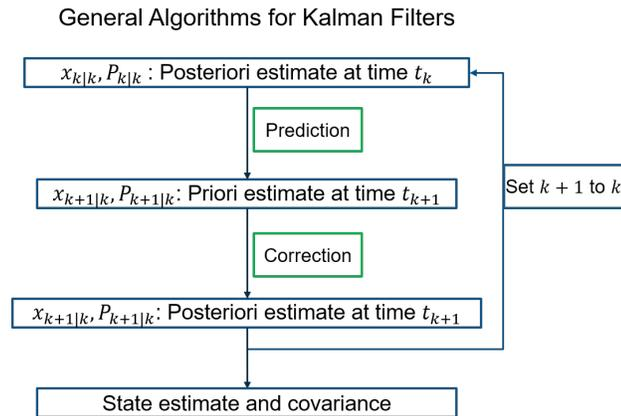 General Algorithms for Kalman Filters
x_{k|k}, P_{k|k} : Posteriori estimate at time t_k
Prediction
x_{k+1|k}, P_{k+1|k}: Priori estimate at time t_{k+1}
Set k + 1 to k
Correction
x_{k+1|k}, P_{k+1|k}: Posteriori estimate at time t_{k+1}
State estimate and covariance